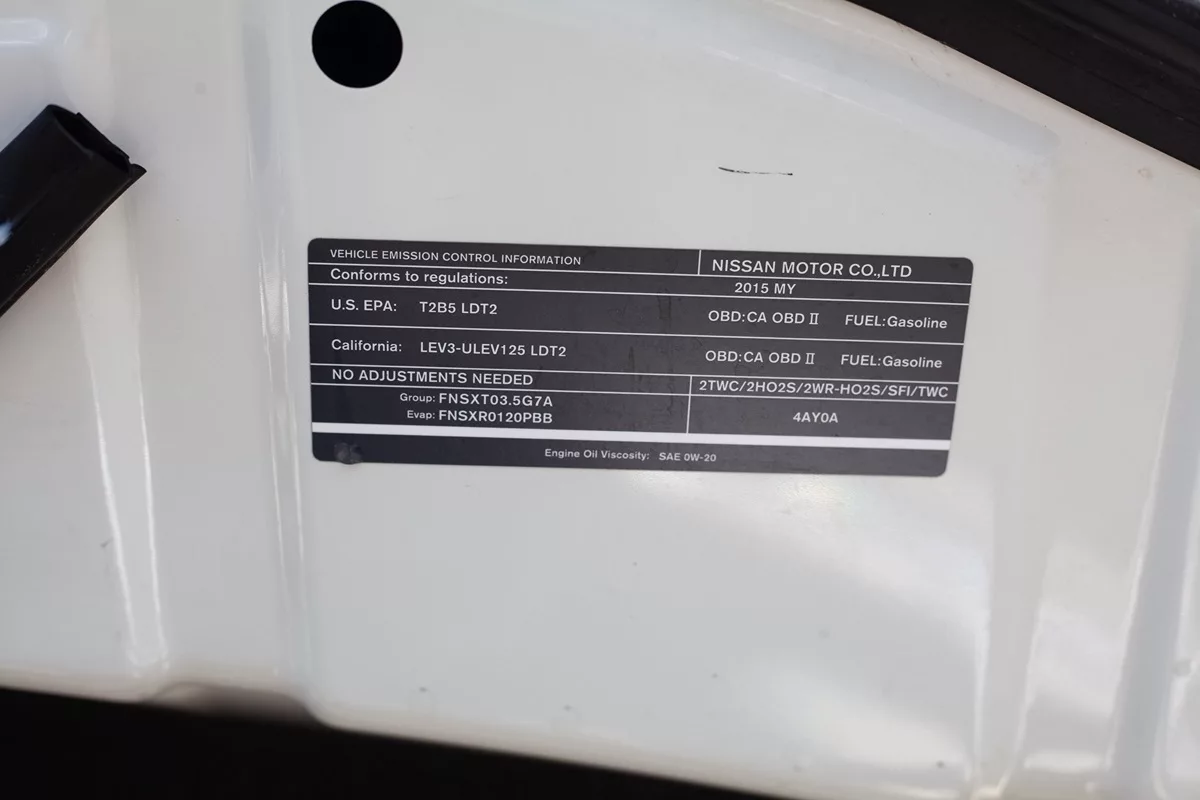 VEHICLE EMISSION CONTROL INFORMATION
NISSAN MOTOR CO.,LTD
Conforms to regulations:
2015 MY
U.S. EPA: T2B5 LDT2 OBD:CA OBD II FUEL:Gasoline
California: LEV3-ULEV125 LDT2 OBD:CA OBD II FUEL:Gasoline
NO ADJUSTMENTS NEEDED
2TWC/2HO2S/2WR-HO2S/SFI/TWC
Group: FNSXT03.5G7A
Evap: FNSXR0120PBB
4AY0A
Engine Oil Viscosity: SAE 0W-20